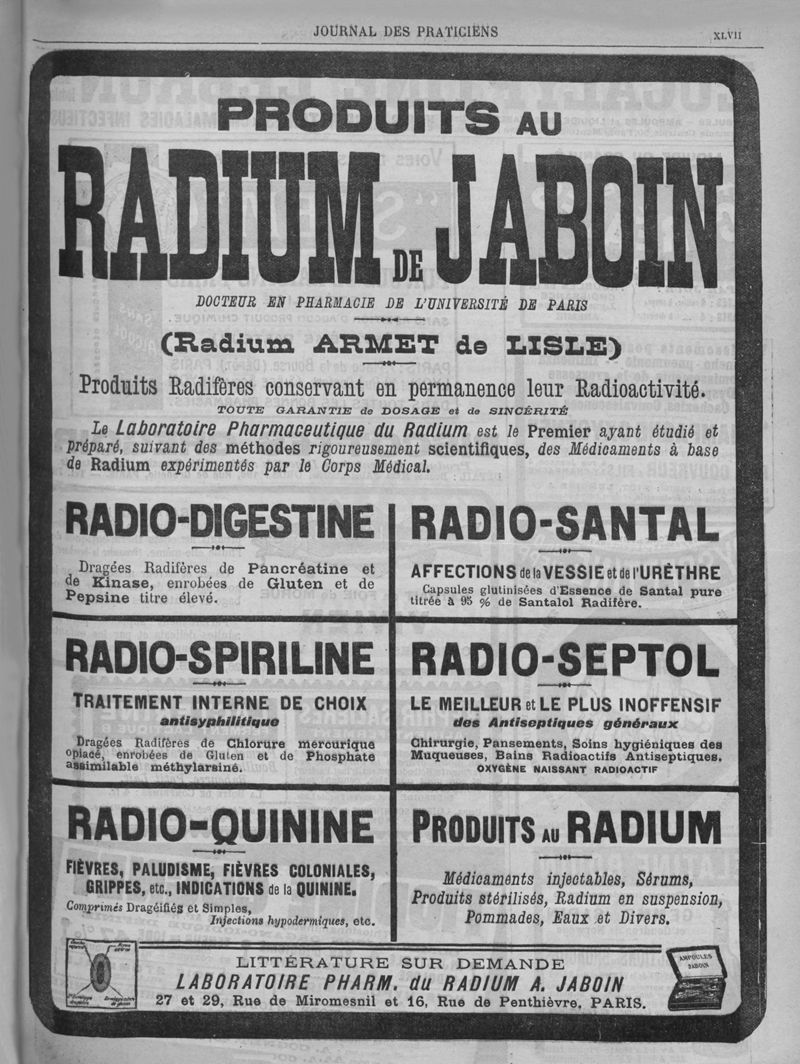 JOURNAL DES PRATICIENS
XLVII
PRODUITS AU
RADIUM DE JABOIN
DOCTEUR EN PHARMACIE DE L'UNIVERSITÉ DE PARIS
(Radium ARMET de LISLE)
Produits Radifères conservant en permanence leur Radioactivité.
TOUTE GARANTIE de DOSAGE et de SINCÉRITÉ
Le Laboratoire Pharmaceutique du Radium est le Premier ayant étudié et
préparé, suivant des méthodes rigoureusement scientifiques, des Médicaments à base
de Radium expérimentés par le Corps Médical.
RADIO-DIGESTINE
Dragées Radifères de Pancréatine et
de Kinase, enrobées de Gluten et de
Pepsine titre élevé.
RADIO-SANTAL
AFFECTIONS de la VESSIE et de l'URÈTHRE
Capsules glutinisées d'Essence de Santal pure
titrée à 95 % de Santalol Radifère.
RADIO-SPIRILINE
TRAITEMENT INTERNE DE CHOIX
antisyphilitique
Dragées Radifères de Chlorure mercurique
opiacé, enrobées de Gluten et de Phosphate
assimilable méthylarsiné.
RADIO-SEPTOL
LE MEILLEUR et LE PLUS INOFFENSIF
des Antiseptiques généraux
Chirurgie, Pansements, Soins hygiéniques des
Muqueuses, Bains Radioactifs Antiseptiques.
OXYGÈNE NAISSANT RADIOACTIF
RADIO-QUININE
FIÈVRES, PALUDISME, FIÈVRES COLONIALES,
GRIPPES, etc., INDICATIONS de la QUININE.
Comprimés Dragéifiés et Simples,
Injections hypodermiques, etc.
PRODUITS AU RADIUM
Médicaments injectables, Sérums,
Produits stérilisés, Radium en suspension,
Pommades, Eaux et Divers.
LITTÉRATURE SUR DEMANDE
LABORATOIRE PHARM. du RADIUM A. JABOIN
27 et 29, Rue de Miromesnil et 16, Rue de Penthièvre. PARIS.
AMPOULES
JABOIN